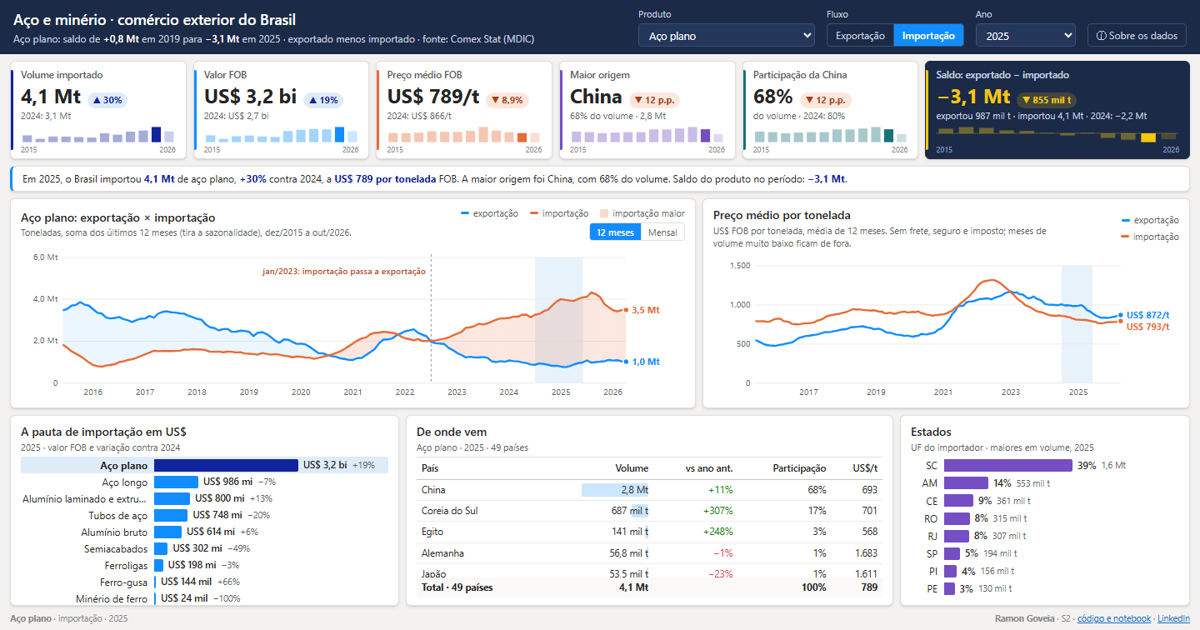 Aço e minério · comércio exterior do Brasil
Aço plano: saldo de +0,8 Mt em 2019 para −3,1 Mt em 2025 · exportado menos importado · fonte: Comex Stat (MDIC)
Produto
Aço plano
Fluxo
Exportação Importação
Ano
2025
Sobre os dados
Volume importado
4,1 Mt ▲ 30%
2024: 3,1 Mt
2015 2026
Valor FOB
US$ 3,2 bi ▲ 19%
2024: US$ 2,7 bi
2015 2026
Preço médio FOB
US$ 789/t ▼ 8,9%
2024: US$ 866/t
2015 2026
Maior origem
China ▼ 12 p.p.
68% do volume · 2,8 Mt
2015 2026
Participação da China
68% ▼ 12 p.p.
do volume · 2024: 80%
2015 2026
Saldo: exportado − importado
−3,1 Mt ▼ 855 mil t
exportou 987 mil t · importou 4,1 Mt · 2024: −2,2 Mt
2015 2026
Em 2025, o Brasil importou 4,1 Mt de aço plano, +30% contra 2024, a US$ 789 por tonelada FOB. A maior origem foi China, com 68% do volume. Saldo do produto no período: −3,1 Mt.
Aço plano: exportação × importação
Toneladas, soma dos últimos 12 meses (tira a sazonalidade), dez/2015 a out/2026.
exportação importação importação maior
12 meses Mensal
6,0 Mt
4,0 Mt
2,0 Mt
0
jan/2023: importação passa a exportação
3,5 Mt
1,0 Mt
2016 2017 2018 2019 2020 2021 2022 2023 2024 2025 2026
Preço médio por tonelada
US$ FOB por tonelada, média de 12 meses. Sem frete, seguro e imposto; meses de
volume muito baixo ficam de fora.
exportação
importação
1.500
1.000
500
0
US$ 872/t
US$ 793/t
2017 2019 2021 2023 2025
A pauta de importação em US$
2025 · valor FOB e variação contra 2024
Aço plano US$ 3,2 bi +19%
Aço longo US$ 986 mi −7%
Alumínio laminado e extru... US$ 800 mi +13%
Tubos de aço US$ 748 mi −20%
Alumínio bruto US$ 614 mi +6%
Semiacabados US$ 302 mi −49%
Ferroligas US$ 198 mi −3%
Ferro-gusa US$ 144 mil +66%
Minério de ferro US$ 24 mil −100%
De onde vem
Aço plano · 2025 · 49 países
País Volume vs ano ant. Participação US$/t
China 2,8 Mt +11% 68% 693
Coreia do Sul 687 mil t +307% 17% 701
Egito 141 mil t +248% 3% 568
Alemanha 56,8 mil t −1% 1% 1.683
Japão 53,5 mil t −23% 1% 1.611
Total · 49 países 4,1 Mt 100% 789
Estados
UF do importador · maiores em volume, 2025
SC 39% 1,6 Mt
AM 14% 553 mil t
CE 9% 361 mil t
RO 8% 315 mil t
RJ 8% 307 mil t
SP 5% 194 mil t
PI 4% 156 mil t
PE 3% 130 mil t
Aço plano · importação · 2025
Ramon Goveia · S2 · código e notebook · LinkedIn